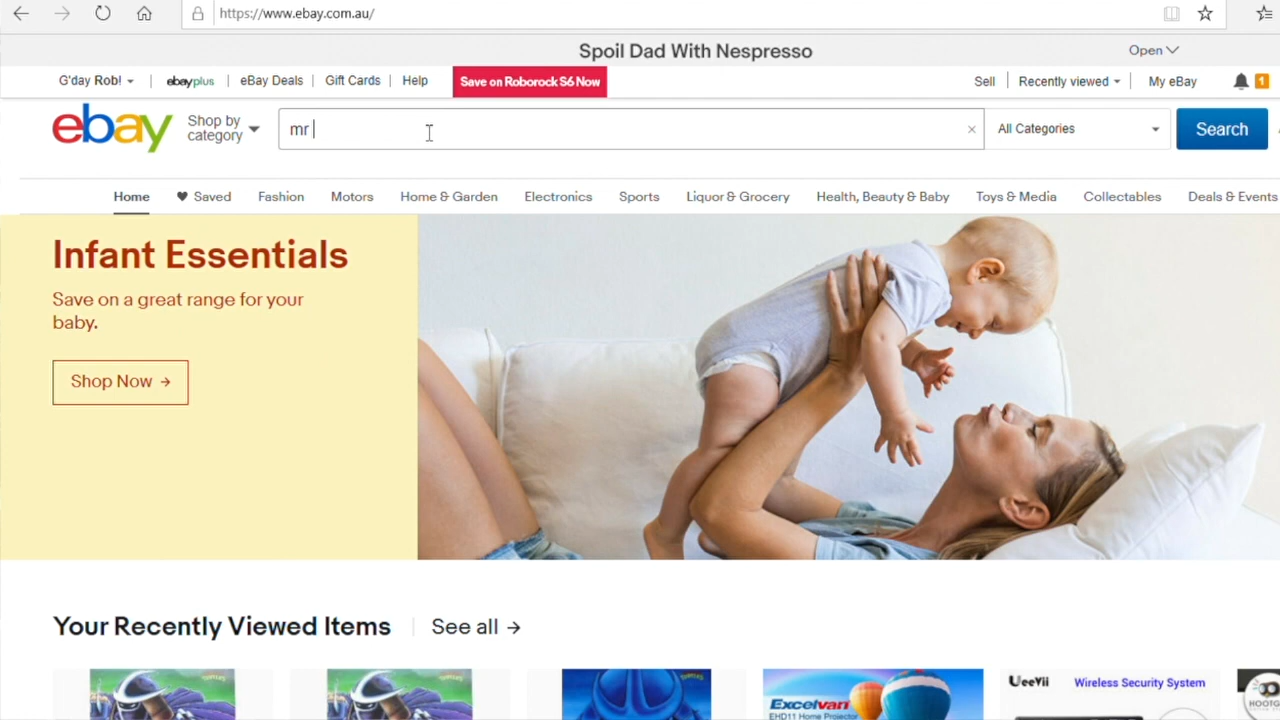 https://www.ebay.com.au/
Spoil Dad With Nespresso
Open
G'day Rob!
ebayplus
eBay Deals
Gift Cards
Help
Save on Roborock S6 Now
Sell
Recently viewed
My eBay
1
ebay
Shop by
category
mr
All Categories
Search
Home
Saved
Fashion
Motors
Home & Garden
Electronics
Sports
Liquor & Grocery
Health, Beauty & Baby
Toys & Media
Collectables
Deals & Events
Infant Essentials
Save on a great range for your
baby.
Shop Now →
Your Recently Viewed Items
See all →
Excelvan
EHD11 Home Projector
UeeVii
Wireless Security System